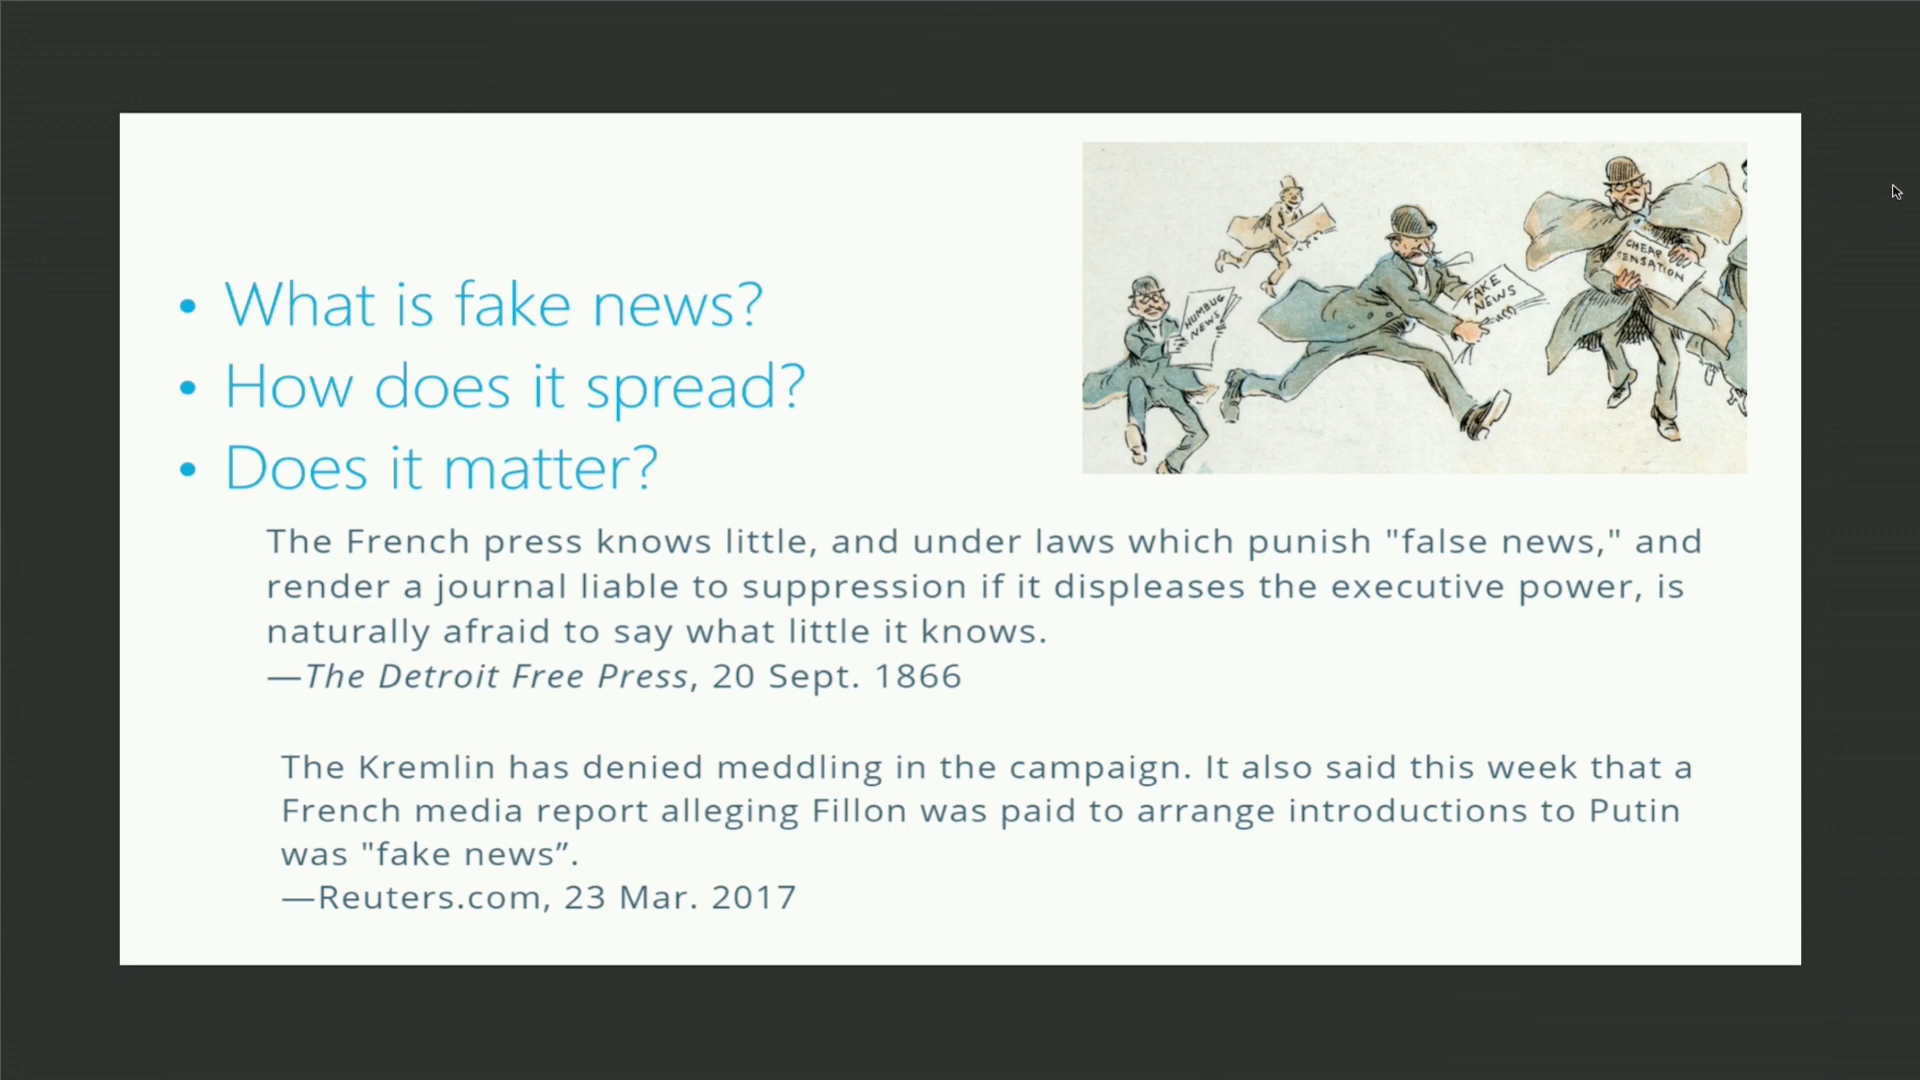 • What is fake news?
• How does it spread?
• Does it matter?
HUMBUG
NEWS
FAKE
NEWS
CHEAP
SENSATION
The French press knows little, and under laws which punish "false news," and
render a journal liable to suppression if it displeases the executive power, is
naturally afraid to say what little it knows.
—The Detroit Free Press, 20 Sept. 1866
The Kremlin has denied meddling in the campaign. It also said this week that a
French media report alleging Fillon was paid to arrange introductions to Putin
was "fake news”.
—Reuters.com, 23 Mar. 2017